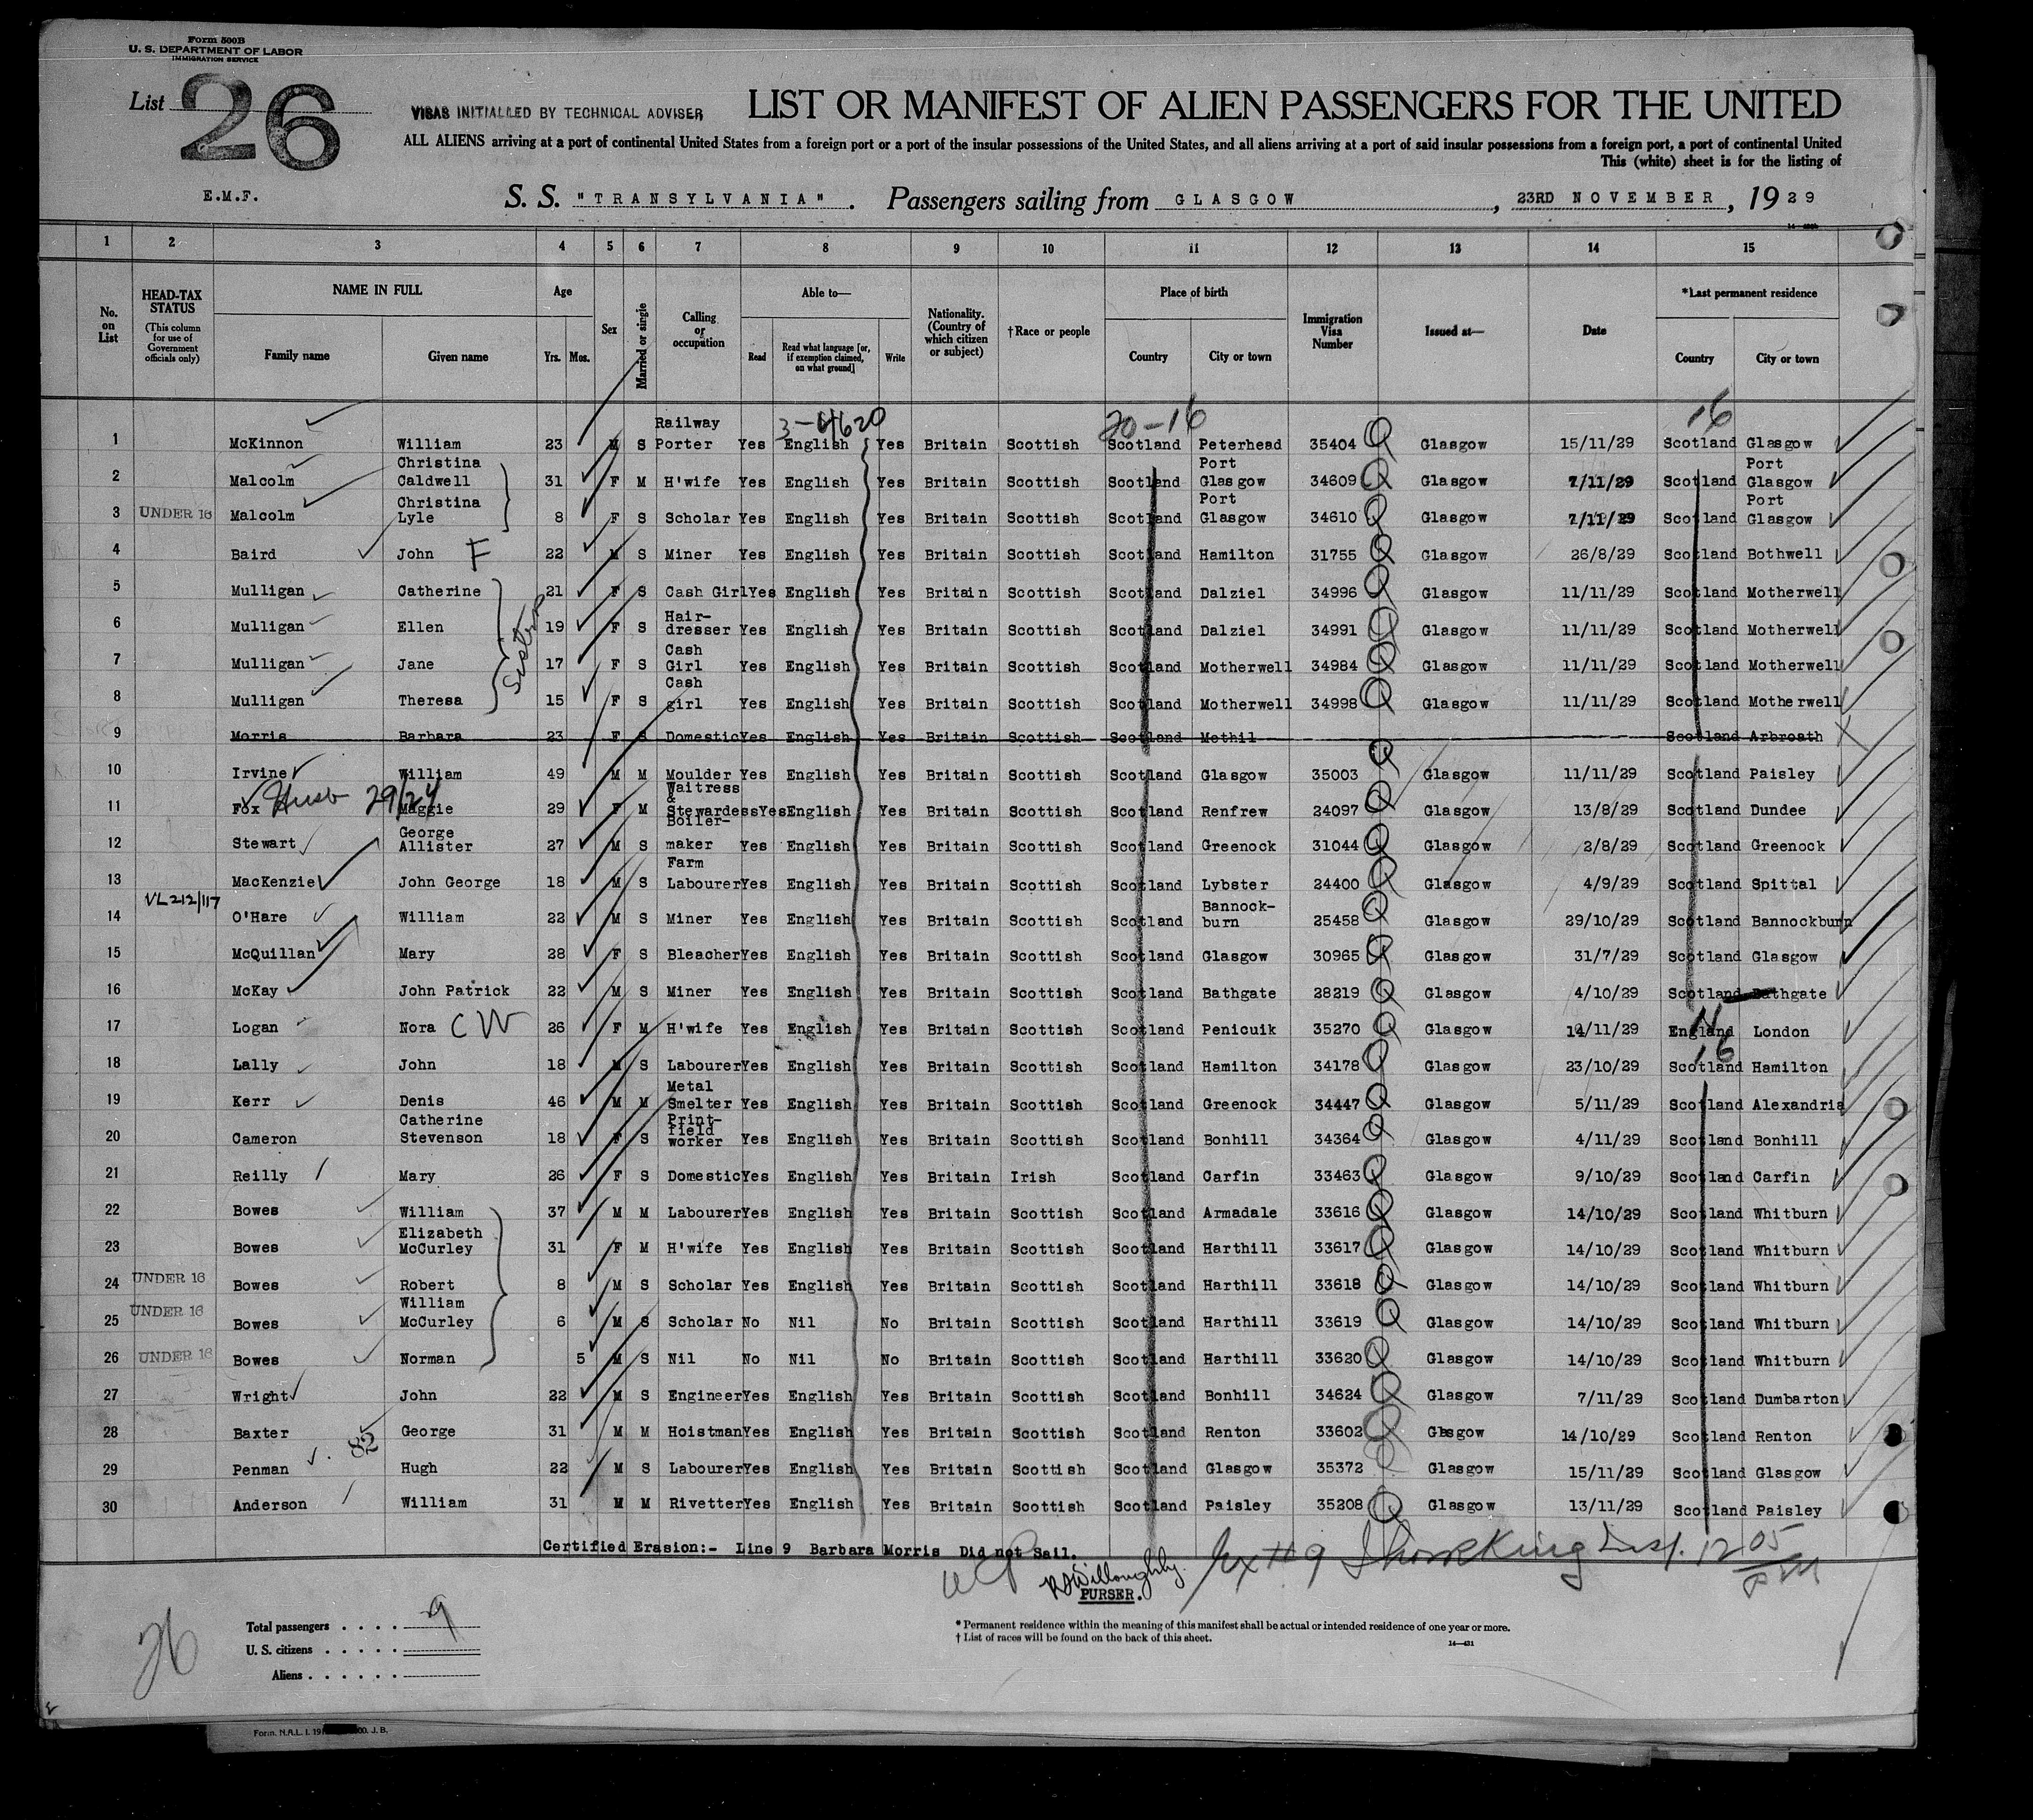 Form 500B
U. S. DEPARTMENT OF LABOR
IMMIGRATION SERVICE
List 26
VISAS INITIALLED BY TECHNICAL ADVISER
LIST OR MANIFEST OF ALIEN PASSENGERS FOR THE UNITED
ALL ALIENS arriving at a port of continental United States from a foreign port or a port of the insular possessions of the United States, and all aliens arriving at a port of said insular possessions from a foreign port, a port of continental United
This (white) sheet is for the listing of
E.M.F.
S. S. "TRANSYLVANIA". Passengers sailing from GLASGOW, 23RD NOVEMBER, 1929
1 2 3 4 5 6 7 8 9 10 11 12 13 14 15
No. on List
HEAD-TAX STATUS (This column for use of Government officials only)
NAME IN FULL
Family name Given name
Age
Yrs. Mos.
Sex
Married or single
Calling or occupation
Able to—
Read Read what language [or, if exemption claimed, on what ground] Write
Nationality. (Country of which citizen or subject)
†Race or people
Place of birth
Country City or town
Immigration Visa Number
Issued at—
Date
*Last permanent residence
Country City or town
3-4620 20-16 16
1 McKinnon William 23 M S Railway Porter Yes English Yes Britain Scottish Scotland Peterhead 35404 Glasgow 15/11/29 Scotland Glasgow
2 Malcolm Christina Caldwell 31 F M H'wife Yes English Yes Britain Scottish Scotland Port Glasgow 34609 Glasgow 7/11/29 Scotland Port Glasgow
3 UNDER 16 Malcolm Christina Lyle 8 F S Scholar Yes English Yes Britain Scottish Scotland Port Glasgow 34610 Glasgow 7/11/29 Scotland Port Glasgow
4 Baird John F 22 M S Miner Yes English Yes Britain Scottish Scotland Hamilton 31755 Glasgow 26/8/29 Scotland Bothwell
5 Mulligan Catherine 21 F S Cash Girl Yes English Yes Britain Scottish Scotland Dalziel 34996 Glasgow 11/11/29 Scotland Motherwell
Sisters
6 Mulligan Ellen 19 F S Hair-dresser Yes English Yes Britain Scottish Scotland Dalziel 34991 Glasgow 11/11/29 Scotland Motherwell
7 Mulligan Jane 17 F S Cash Girl Yes English Yes Britain Scottish Scotland Motherwell 34984 Glasgow 11/11/29 Scotland Motherwell
8 Mulligan Theresa 15 F S Cash girl Yes English Yes Britain Scottish Scotland Motherwell 34998 Glasgow 11/11/29 Scotland Motherwell
9 Morris Barbara 23 F S Domestic Yes English Yes Britain Scottish Scotland Methil Scotland Arbroath
10 Irvine William 49 M M Moulder Yes English Yes Britain Scottish Scotland Glasgow 35003 Glasgow 11/11/29 Scotland Paisley
11 Fox Husb 29/24 Maggie 29 F M Waitress & Stewardess Yes English Yes Britain Scottish Scotland Renfrew 24097 Glasgow 13/8/29 Scotland Dundee
12 Stewart George Allister 27 M S Boiler-maker Yes English Yes Britain Scottish Scotland Greenock 31044 Glasgow 2/8/29 Scotland Greenock
13 MacKenzie John George 18 M S Farm Labourer Yes English Yes Britain Scottish Scotland Lybster 24400 Glasgow 4/9/29 Scotland Spittal
VL212/117
14 O'Hare William 22 M S Miner Yes English Yes Britain Scottish Scotland Bannock-burn 25458 Glasgow 29/10/29 Scotland Bannockburn
15 McQuillan Mary 28 F S Bleacher Yes English Yes Britain Scottish Scotland Glasgow 30965 Glasgow 31/7/29 Scotland Glasgow
16 McKay John Patrick 22 M S Miner Yes English Yes Britain Scottish Scotland Bathgate 28219 Glasgow 4/10/29 Scotland Bathgate
17 Logan Nora CW 26 F M H'wife Yes English Yes Britain Scottish Scotland Penicuik 35270 Glasgow 14/11/29 England London
16
18 Lally John 18 M S Labourer Yes English Yes Britain Scottish Scotland Hamilton 34178 Glasgow 23/10/29 Scotland Hamilton
19 Kerr Denis 46 M M Metal Smelter Yes English Yes Britain Scottish Scotland Greenock 34447 Glasgow 5/11/29 Scotland Alexandria
20 Cameron Catherine Stevenson 18 F S Print-field worker Yes English Yes Britain Scottish Scotland Bonhill 34364 Glasgow 4/11/29 Scotland Bonhill
21 Reilly Mary 26 F S Domestic Yes English Yes Britain Irish Scotland Carfin 33463 Glasgow 9/10/29 Scotland Carfin
22 Bowes William 37 M M Labourer Yes English Yes Britain Scottish Scotland Armadale 33616 Glasgow 14/10/29 Scotland Whitburn
23 Bowes Elizabeth McCurley 31 F M H'wife Yes English Yes Britain Scottish Scotland Harthill 33617 Glasgow 14/10/29 Scotland Whitburn
24 UNDER 16 Bowes Robert 8 M S Scholar Yes English Yes Britain Scottish Scotland Harthill 33618 Glasgow 14/10/29 Scotland Whitburn
25 UNDER 16 Bowes William McCurley 6 M S Scholar No Nil No Britain Scottish Scotland Harthill 33619 Glasgow 14/10/29 Scotland Whitburn
26 UNDER 16 Bowes Norman 5 M S Nil No Nil No Britain Scottish Scotland Harthill 33620 Glasgow 14/10/29 Scotland Whitburn
27 Wright John 22 M S Engineer Yes English Yes Britain Scottish Scotland Bonhill 34624 Glasgow 7/11/29 Scotland Dumbarton
28 Baxter 82 George 31 M M Hoistman Yes English Yes Britain Scottish Scotland Renton 33602 Glasgow 14/10/29 Scotland Renton
29 Penman Hugh 22 M S Labourer Yes English Yes Britain Scottish Scotland Glasgow 35372 Glasgow 15/11/29 Scotland Glasgow
30 Anderson William 31 M M Rivetter Yes English Yes Britain Scottish Scotland Paisley 35208 Glasgow 13/11/29 Scotland Paisley
Certified Erasion:- Line 9 Barbara Morris Did not Sail.
RSWilloughby.
PURSER.
26
Total passengers . . . .
U. S. citizens . . . . .
Aliens . . . . . .
* Permanent residence within the meaning of this manifest shall be actual or intended residence of one year or more.
† List of races will be found on the back of this sheet.
14—431